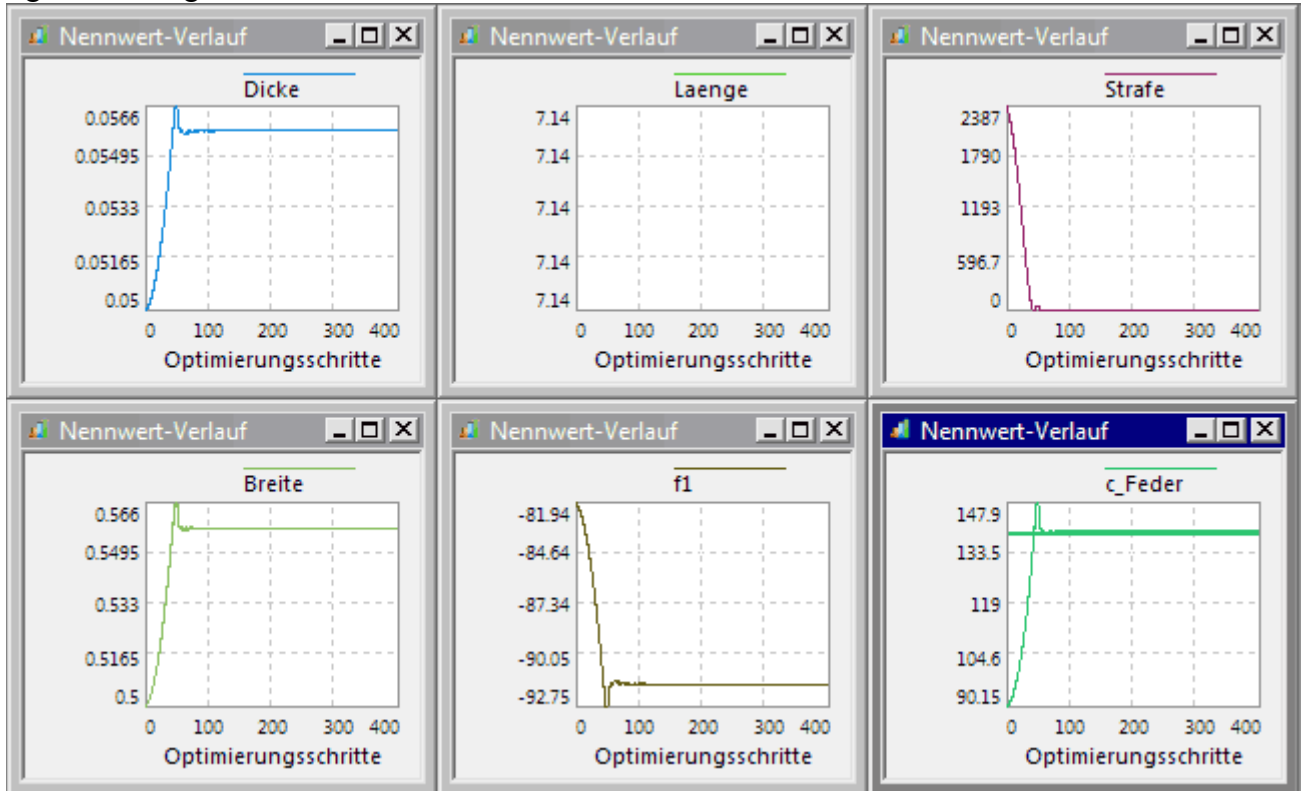 Nennwert-Verlauf
Dicke
0.0566
0.05495
0.0533
0.05165
0.05
0 100 200 300 400
Optimierungsschritte
Nennwert-Verlauf
Laenge
7.14
7.14
7.14
7.14
7.14
0 100 200 300 400
Optimierungsschritte
Nennwert-Verlauf
Strafe
2387
1790
1193
596.7
0
0 100 200 300 400
Optimierungsschritte
Nennwert-Verlauf
Breite
0.566
0.5495
0.533
0.5165
0.5
0 100 200 300 400
Optimierungsschritte
Nennwert-Verlauf
f1
-81.94
-84.64
-87.34
-90.05
-92.75
0 100 200 300 400
Optimierungsschritte
Nennwert-Verlauf
c_Feder
147.9
133.5
119
104.6
90.15
0 100 200 300 400
Optimierungsschritte